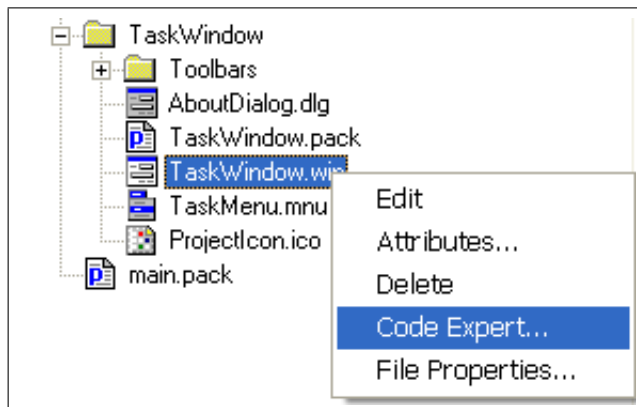 TaskWindow
Toolbars
AboutDialog.dlg
TaskWindow.pack
TaskWindow.win
TaskMenu.mnu
ProjectIcon.ico
main.pack
Edit
Attributes...
Delete
Code Expert...
File Properties...